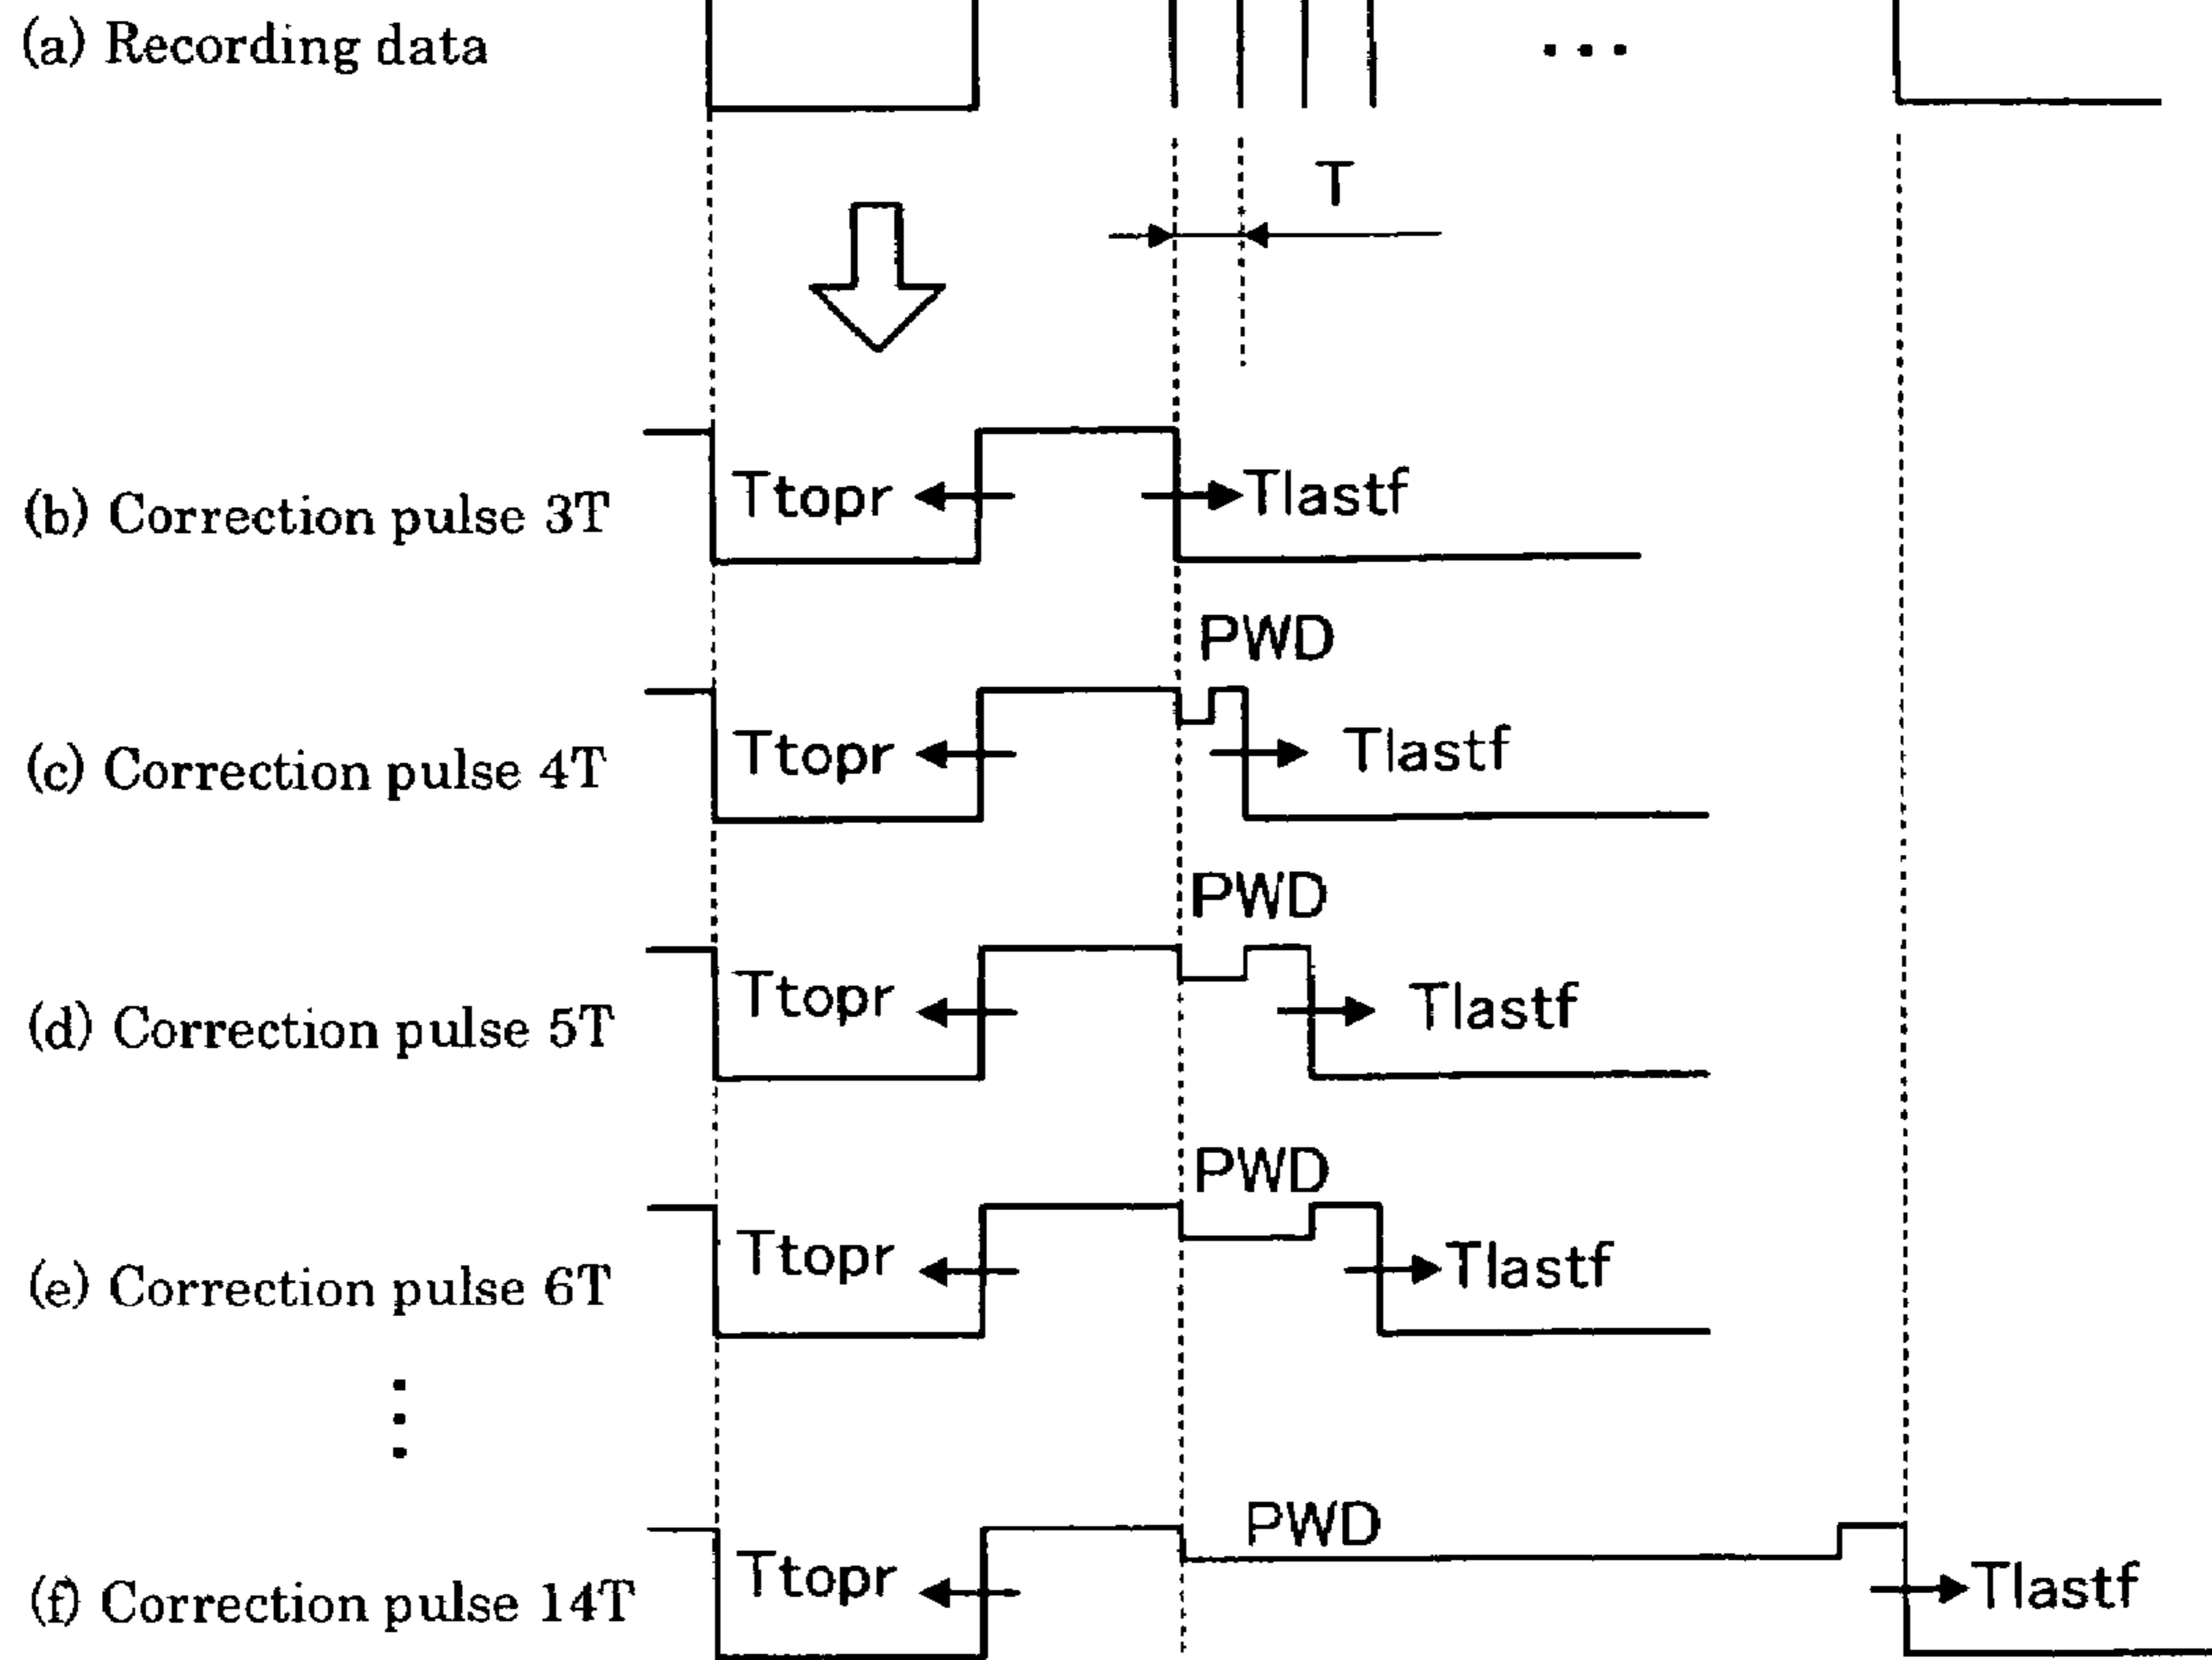 (a) Recording data
...
T
(b) Correction pulse 3T
Ttopr
Tlastf
PWD
(c) Correction pulse 4T
Ttopr
Tlastf
PWD
(d) Correction pulse 5T
Ttopr
Tlastf
PWD
(e) Correction pulse 6T
Ttopr
Tlastf
PWD
(f) Correction pulse 14T
Ttopr
Tlastf